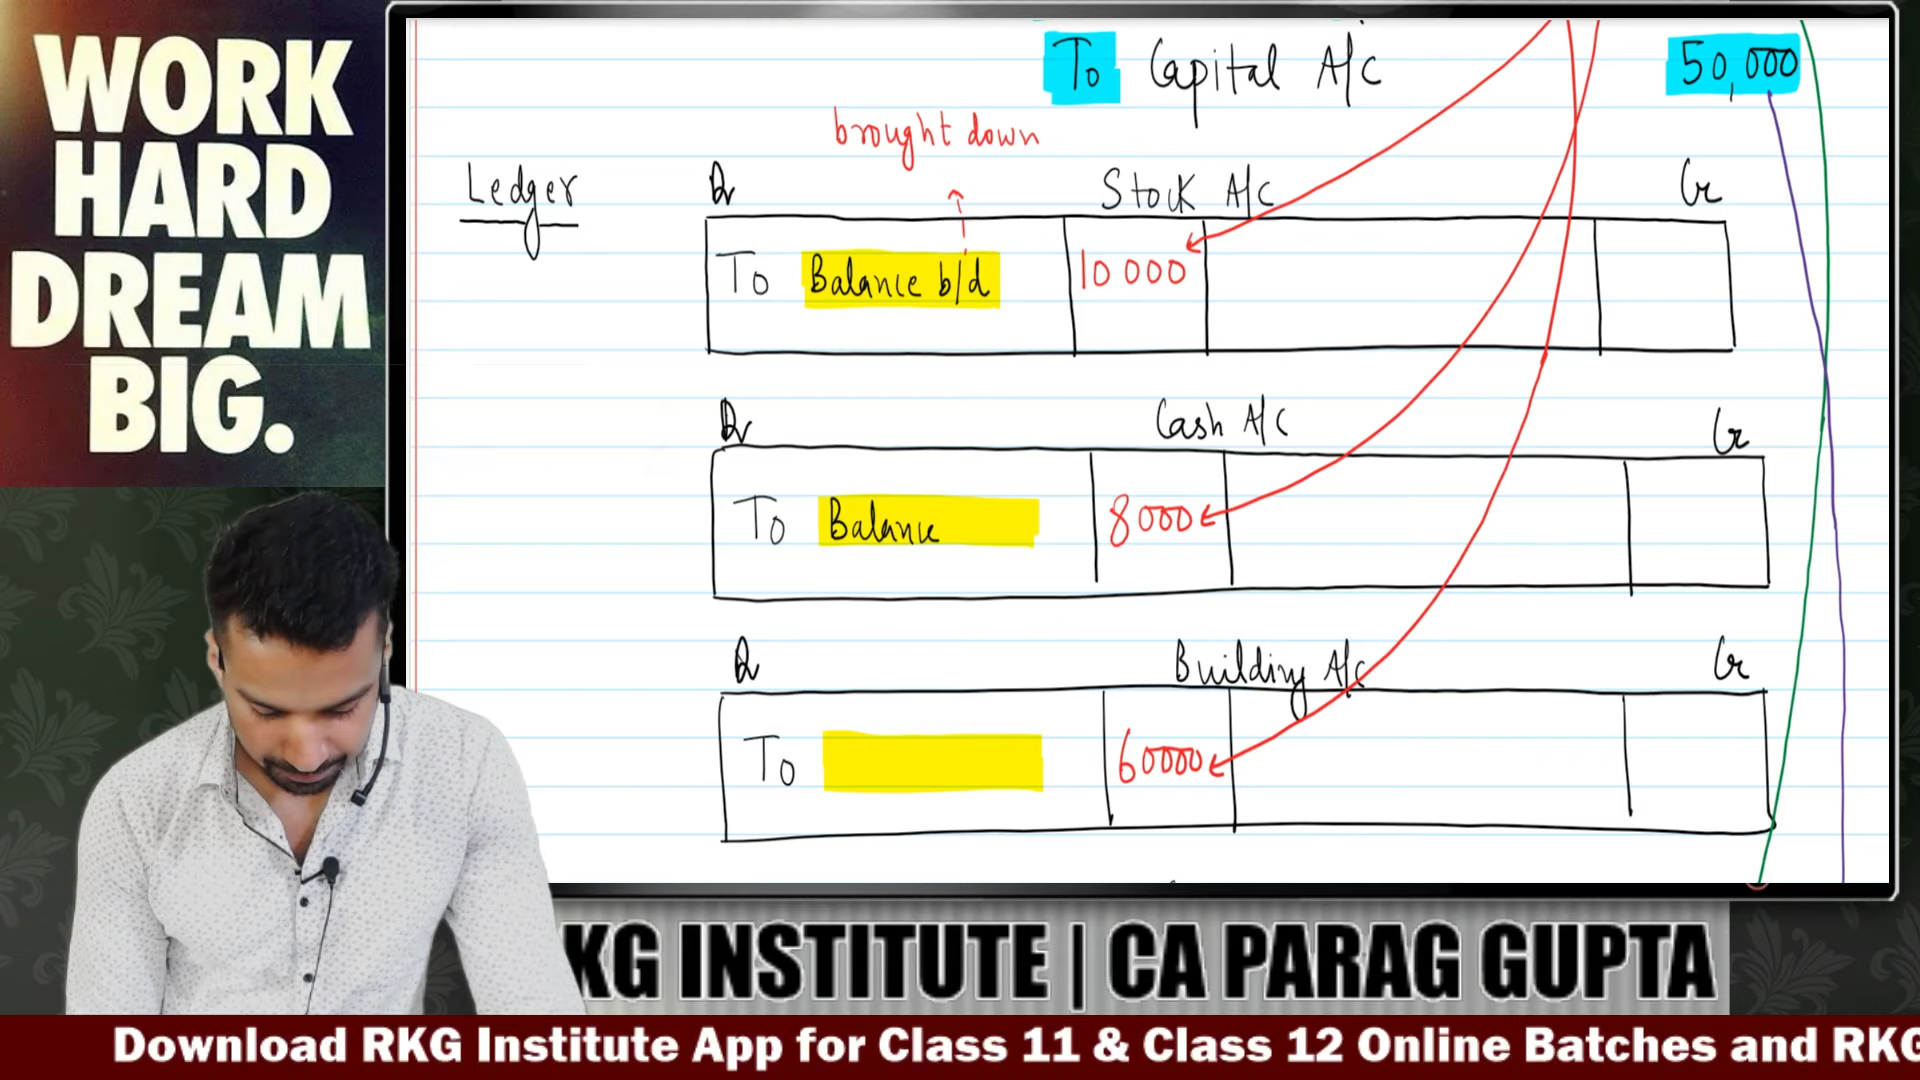 WORK
HARD
DREAM
BIG.
To Capital A/c 50,000
brought down
Ledger
Dr Stock A/c Cr
To Balance b/d 10000
Dr Cash A/c Cr
To Balance 8000
Dr Building A/c Cr
To 60000
KG INSTITUTE | CA PARAG GUPTA
Download RKG Institute App for Class 11 & Class 12 Online Batches and RKG